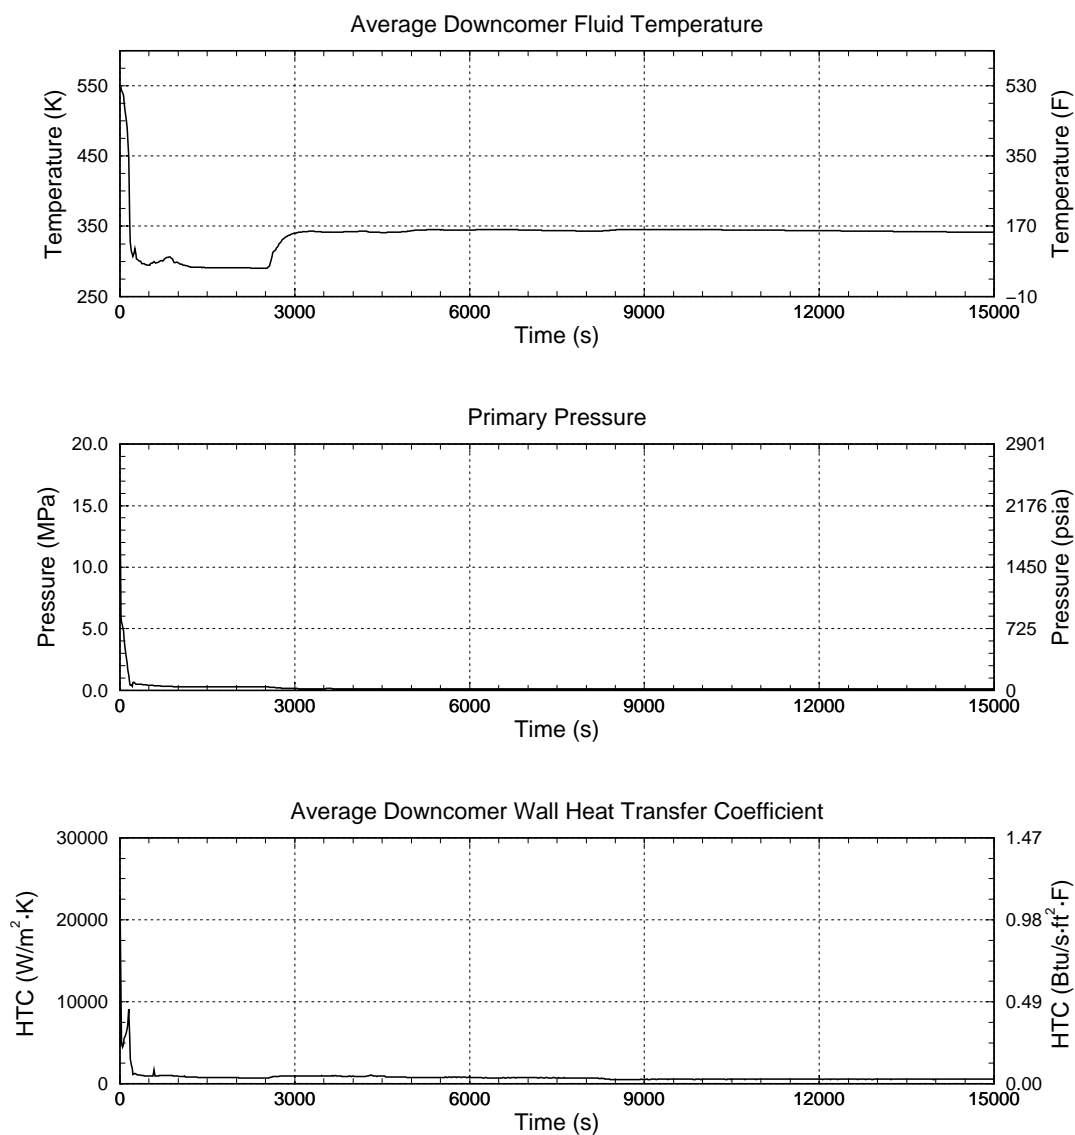 Average Downcomer Fluid Temperature
550
450
350
250
Temperature (K)
530
350
170
−10
Temperature (F)
0 3000 6000 9000 12000 15000
Time (s)
Primary Pressure
20.0
15.0
10.0
5.0
0.0
Pressure (MPa)
2901
2176
1450
725
0
Pressure (psia)
0 3000 6000 9000 12000 15000
Time (s)
Average Downcomer Wall Heat Transfer Coefficient
30000
20000
10000
0
HTC (W/m²·K)
1.47
0.98
0.49
0.00
HTC (Btu/s·ft²·F)
0 3000 6000 9000 12000 15000
Time (s)